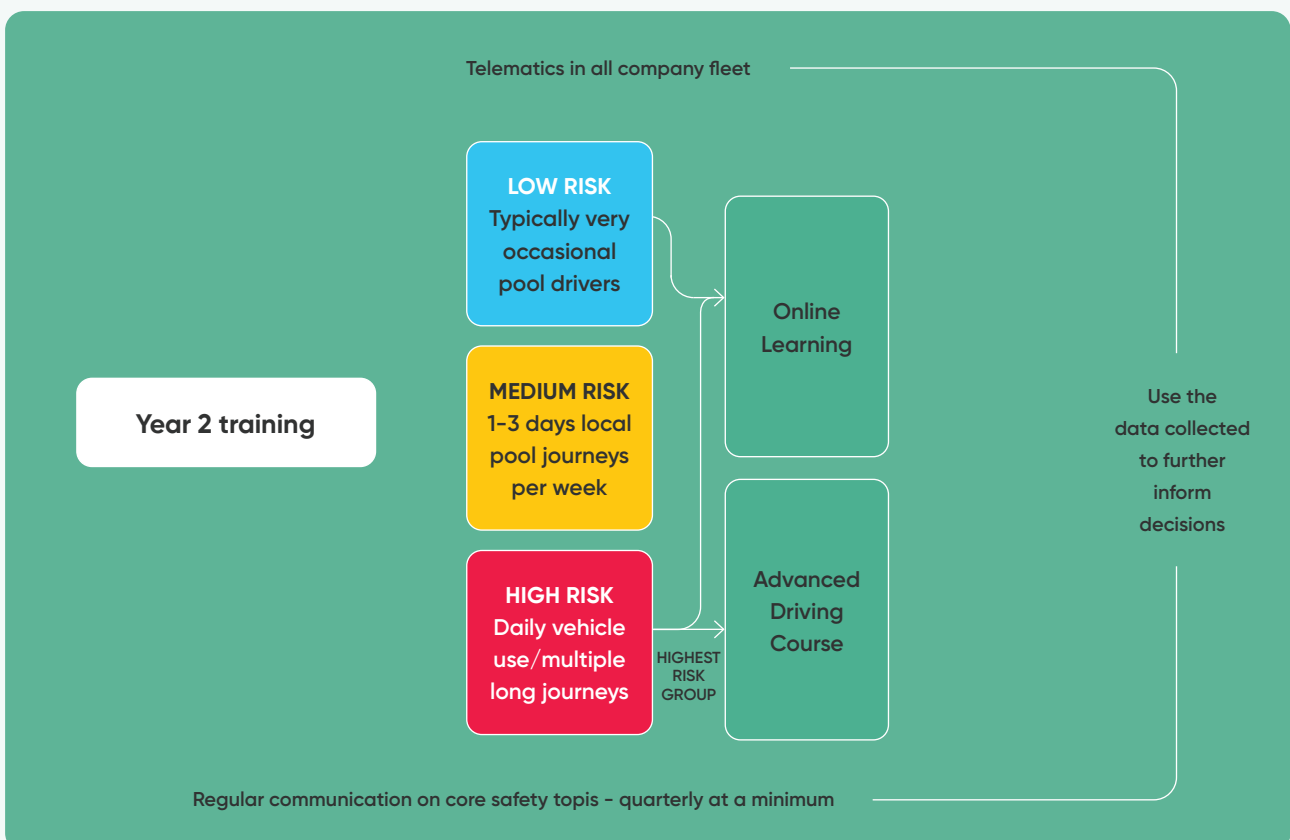 Telematics in all company fleet
LOW RISK
Typically very
occasional
pool drivers
Online
Learning
MEDIUM RISK
1-3 days local
pool journeys
per week
Year 2 training
Use the
data collected
to further
inform
decisions
HIGH RISK
Daily vehicle
use/multiple
long journeys
HIGHEST
RISK
GROUP
Advanced
Driving
Course
Regular communication on core safety topis - quarterly at a minimum